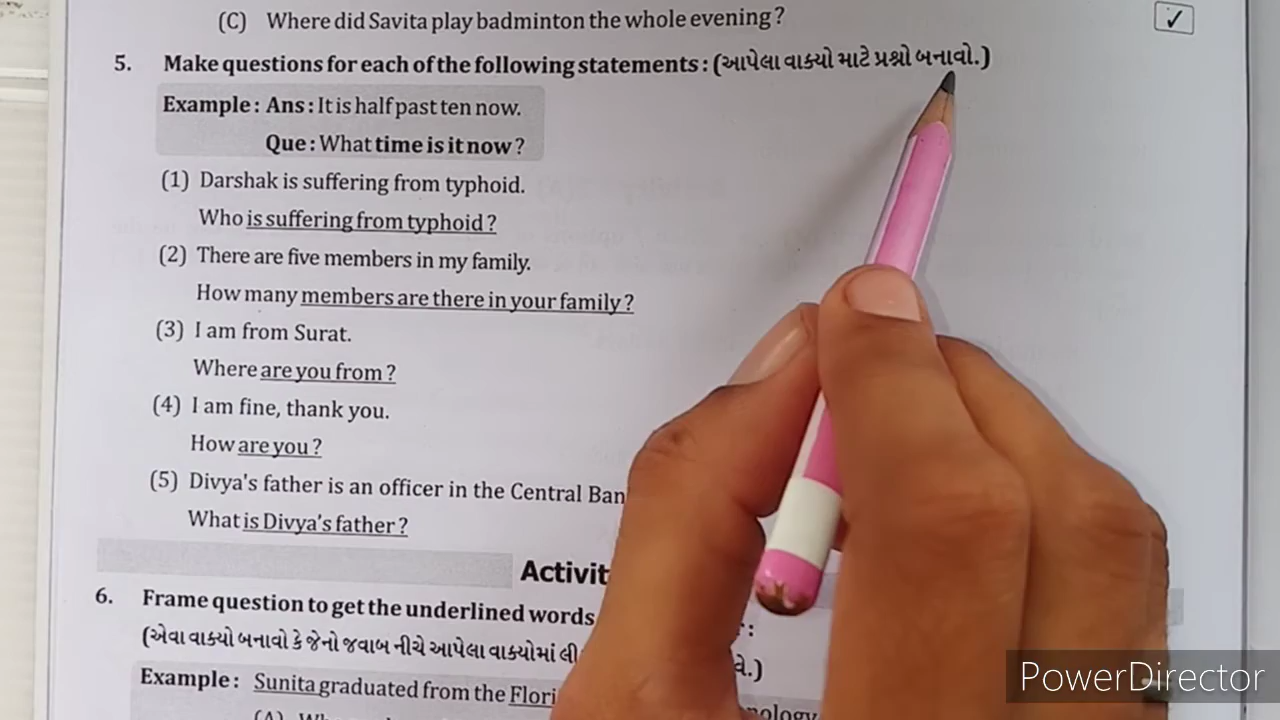 (C) Where did Savita play badminton the whole evening?
✓
5. Make questions for each of the following statements : (આપેલા વાક્યો માટે પ્રશ્નો બનાવો.)
Example : Ans : It is half past ten now.
Que : What time is it now ?
(1) Darshak is suffering from typhoid.
Who is suffering from typhoid ?
(2) There are five members in my family.
How many members are there in your family ?
(3) I am from Surat.
Where are you from ?
(4) I am fine, thank you.
How are you ?
(5) Divya's father is an officer in the Central Ban
What is Divya's father ?
Activit
6. Frame question to get the underlined words :
(એવા વાક્યો બનાવો કે જેનો જવાબ નીચે આપેલા વાક્યોમાં લી
Example : Sunita graduated from the Flori nology
PowerDirector